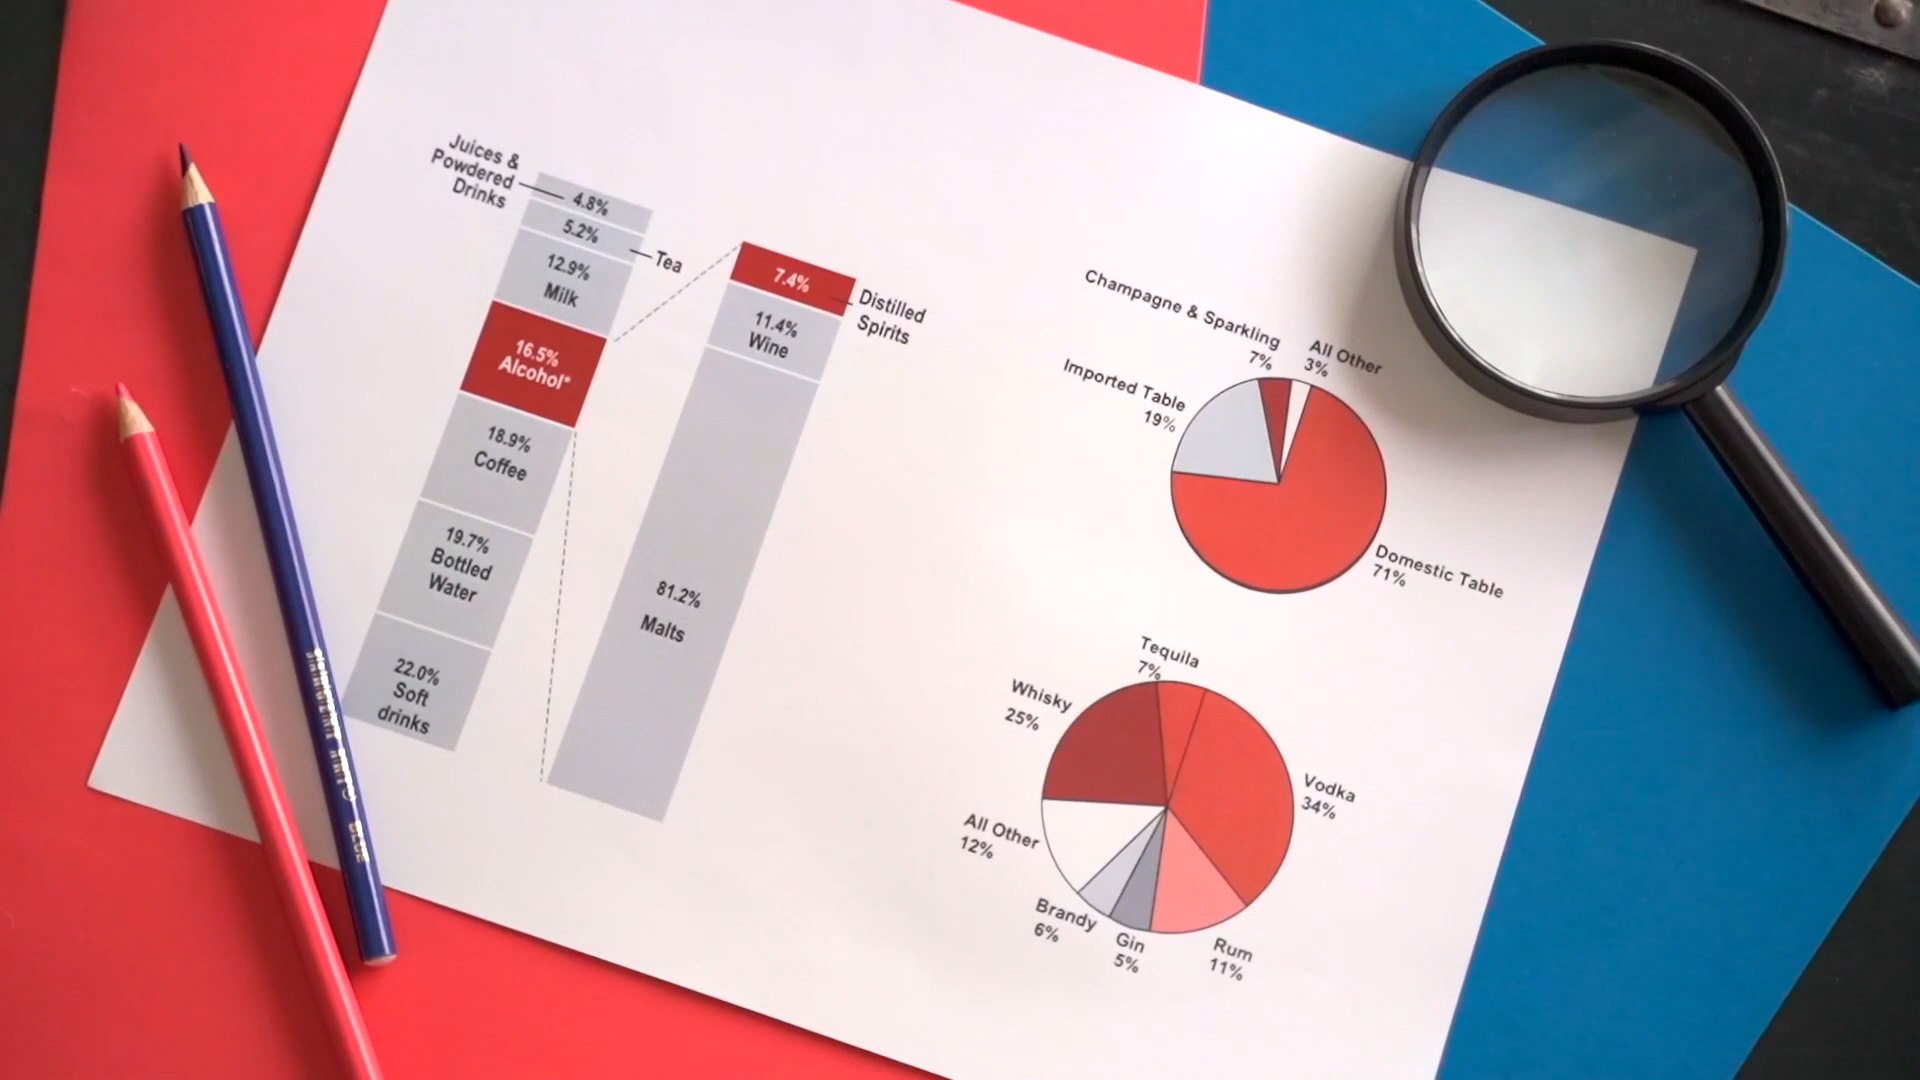 Juices &
Powdered
Drinks
4.8%
5.2%
Tea
12.9%
Milk
16.5%
Alcohol*
18.9%
Coffee
19.7%
Bottled
Water
22.0%
Soft
drinks
7.4%
Distilled
Spirits
11.4%
Wine
81.2%
Malts
Champagne & Sparkling
7%
All Other
3%
Imported Table
19%
Domestic Table
71%
Tequila
7%
Whisky
25%
Vodka
34%
All Other
12%
Brandy
6%
Gin
5%
Rum
11%
BLUE